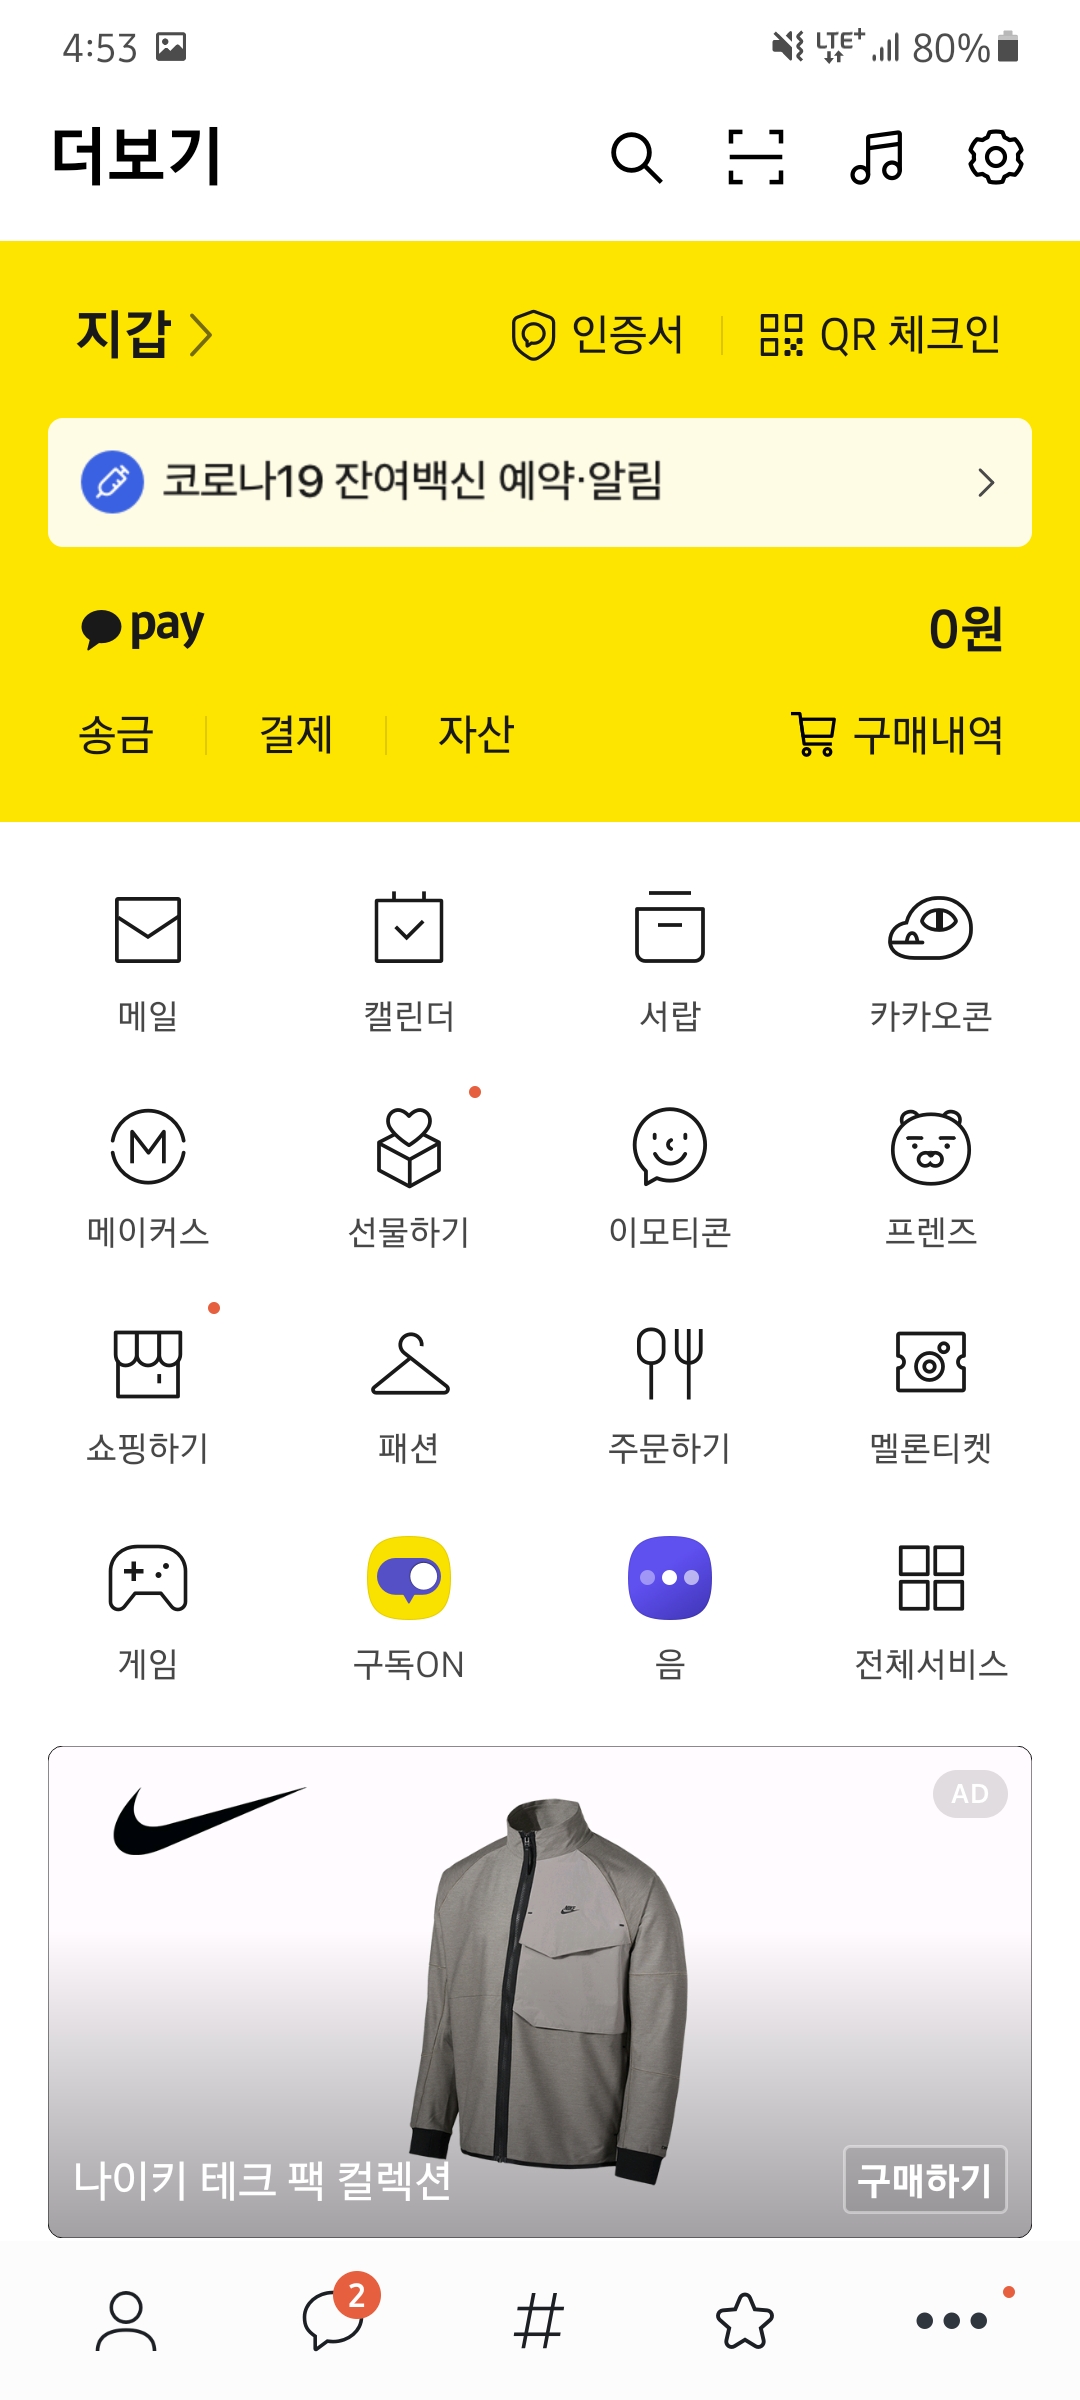 4:53 LTE+ 80%
더보기
지갑 인증서 QR 체크인
코로나19 잔여백신 예약·알림
pay 0원
송금 결제 자산 구매내역
메일 캘린더 서랍 카카오콘
메이커스 선물하기 이모티콘 프렌즈
쇼핑하기 패션 주문하기 멜론티켓
게임 구독ON 음 전체서비스
AD
나이키 테크 팩 컬렉션 구매하기
2